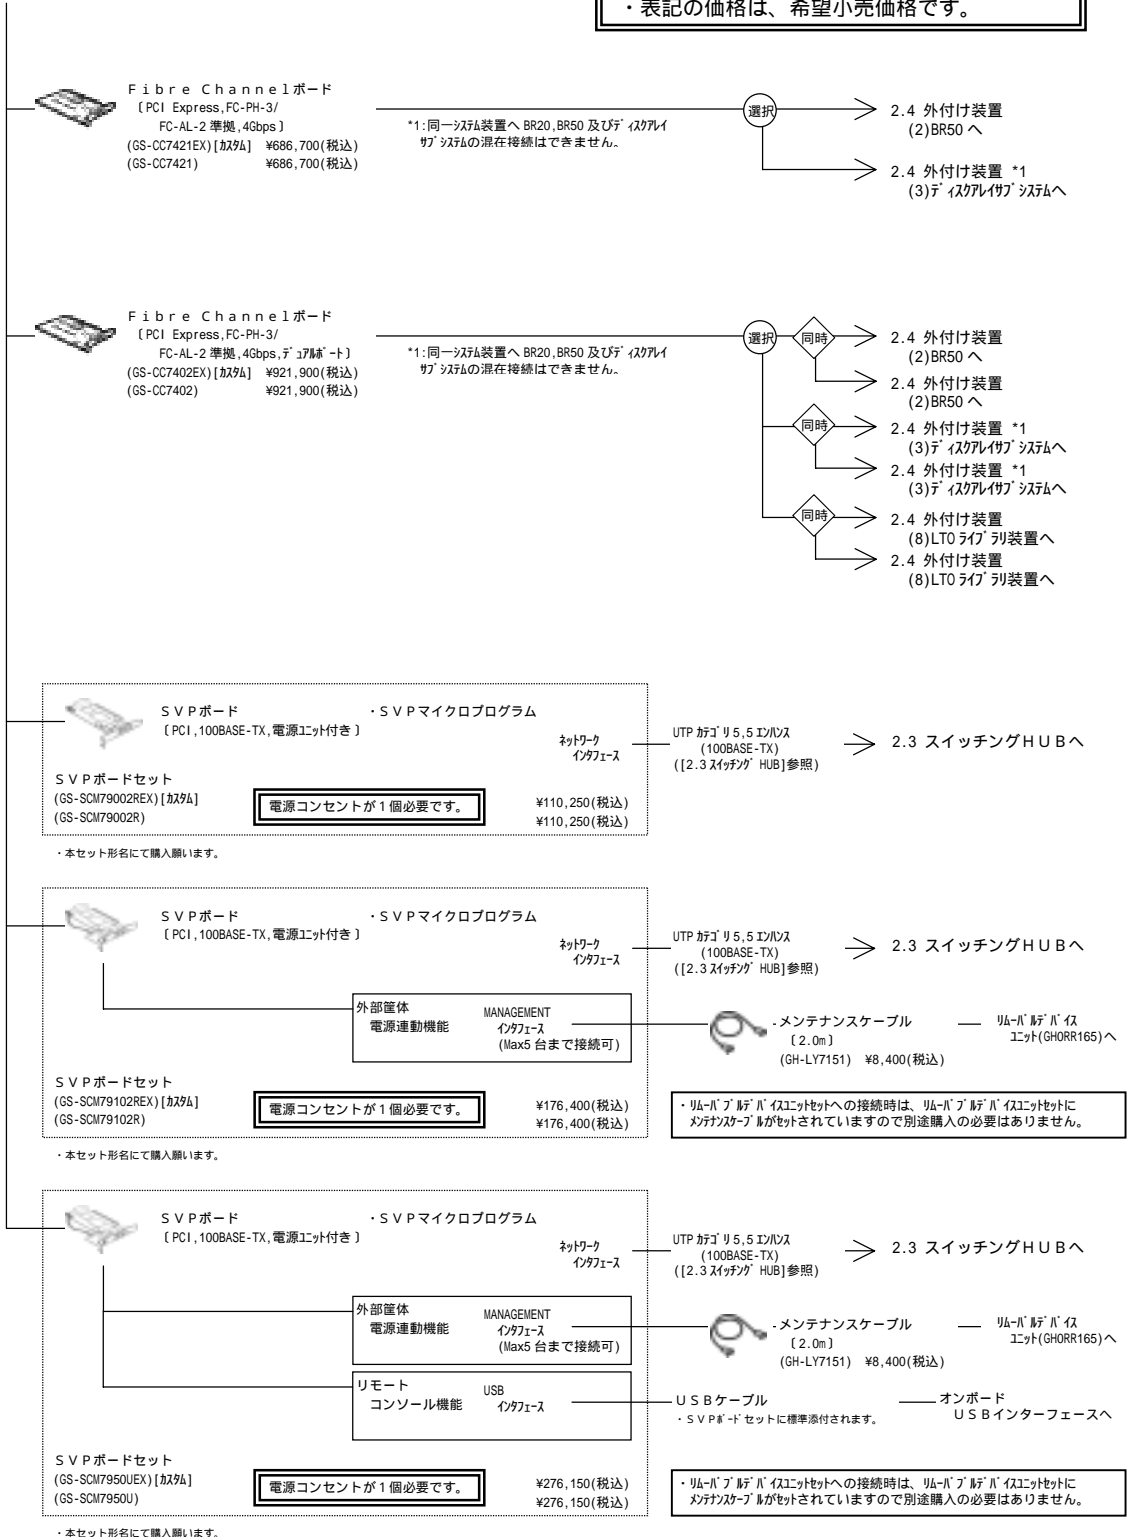 ・表記の価格は、希望小売価格です。
Ｆｉｂｒｅ Ｃｈａｎｎｅｌボード
〔PCI Express,FC-PH-3/
FC-AL-2 準拠,4Gbps〕
(GS-CC7421EX)[ｶｽﾀﾑ] ¥686,700(税込)
(GS-CC7421) ¥686,700(税込)
*1:同一ｼｽﾃﾑ装置へ BR20,BR50 及びﾃﾞｨｽｸｱﾚｲ
ｻﾌﾞｼｽﾃﾑの混在接続はできません。
選択
2.4 外付け装置
(2)BR50 へ
2.4 外付け装置 *1
(3)ﾃﾞｨｽｸｱﾚｲｻﾌﾞｼｽﾃﾑへ
Ｆｉｂｒｅ Ｃｈａｎｎｅｌボード
〔PCI Express,FC-PH-3/
FC-AL-2 準拠,4Gbps,ﾃﾞｭｱﾙﾎﾟｰﾄ〕
(GS-CC7402EX)[ｶｽﾀﾑ] ¥921,900(税込)
(GS-CC7402) ¥921,900(税込)
*1:同一ｼｽﾃﾑ装置へ BR20,BR50 及びﾃﾞｨｽｸｱﾚｲ
ｻﾌﾞｼｽﾃﾑの混在接続はできません。
選択
同時
2.4 外付け装置
(2)BR50 へ
2.4 外付け装置
(2)BR50 へ
同時
2.4 外付け装置 *1
(3)ﾃﾞｨｽｸｱﾚｲｻﾌﾞｼｽﾃﾑへ
2.4 外付け装置 *1
(3)ﾃﾞｨｽｸｱﾚｲｻﾌﾞｼｽﾃﾑへ
同時
2.4 外付け装置
(8)LTO ﾗｲﾌﾞﾗﾘ装置へ
2.4 外付け装置
(8)LTO ﾗｲﾌﾞﾗﾘ装置へ
ＳＶＰボード ・ＳＶＰマイクロプログラム
〔PCI,100BASE-TX,電源ﾕﾆｯﾄ付き〕
ﾈｯﾄﾜｰｸ
ｲﾝﾀﾌｪｰｽ
UTP ｶﾃｺﾞﾘ 5,5 ｴﾝﾊﾝｽ
(100BASE-TX)
([2.3 ｽｲｯﾁﾝｸﾞ HUB]参照)
2.3 スイッチングＨＵＢへ
ＳＶＰボードセット
(GS-SCM79002REX)[ｶｽﾀﾑ] ¥110,250(税込)
(GS-SCM79002R) ¥110,250(税込)
電源コンセントが１個必要です。
・本セット形名にて購入願います。
ＳＶＰボード ・ＳＶＰマイクロプログラム
〔PCI,100BASE-TX,電源ﾕﾆｯﾄ付き〕
ﾈｯﾄﾜｰｸ
ｲﾝﾀﾌｪｰｽ
UTP ｶﾃｺﾞﾘ 5,5 ｴﾝﾊﾝｽ
(100BASE-TX)
([2.3 ｽｲｯﾁﾝｸﾞ HUB]参照)
2.3 スイッチングＨＵＢへ
外部筐体
電源連動機能
MANAGEMENT
ｲﾝﾀﾌｪｰｽ
(Max5 台まで接続可)
メンテナンスケーブル
〔2.0m〕
(GH-LY7151) ¥8,400(税込)
ﾘﾑｰﾊﾞﾙﾃﾞﾊﾞｲｽ
ﾕﾆｯﾄ(GHORR165)へ
ＳＶＰボードセット
(GS-SCM79102REX)[ｶｽﾀﾑ] ¥176,400(税込)
(GS-SCM79102R) ¥176,400(税込)
電源コンセントが１個必要です。
・ﾘﾑｰﾊﾞﾌﾞﾙﾃﾞﾊﾞｲｽﾕﾆｯﾄｾｯﾄへの接続時は、ﾘﾑｰﾊﾞﾌﾞﾙﾃﾞﾊﾞｲｽﾕﾆｯﾄｾｯﾄに
ﾒﾝﾃﾅﾝｽｹｰﾌﾞﾙがｾｯﾄされていますので別途購入の必要はありません。
・本セット形名にて購入願います。
ＳＶＰボード ・ＳＶＰマイクロプログラム
〔PCI,100BASE-TX,電源ﾕﾆｯﾄ付き〕
ﾈｯﾄﾜｰｸ
ｲﾝﾀﾌｪｰｽ
UTP ｶﾃｺﾞﾘ 5,5 ｴﾝﾊﾝｽ
(100BASE-TX)
([2.3 ｽｲｯﾁﾝｸﾞ HUB]参照)
2.3 スイッチングＨＵＢへ
外部筐体
電源連動機能
MANAGEMENT
ｲﾝﾀﾌｪｰｽ
(Max5 台まで接続可)
メンテナンスケーブル
〔2.0m〕
(GH-LY7151) ¥8,400(税込)
ﾘﾑｰﾊﾞﾙﾃﾞﾊﾞｲｽ
ﾕﾆｯﾄ(GHORR165)へ
リモート
コンソール機能
USB
ｲﾝﾀﾌｪｰｽ
ＵＳＢケーブル
・ＳＶＰﾎﾞｰﾄﾞセットに標準添付されます。
オンボード
ＵＳＢインターフェースへ
ＳＶＰボードセット
(GS-SCM7950UEX)[ｶｽﾀﾑ] ¥276,150(税込)
(GS-SCM7950U) ¥276,150(税込)
電源コンセントが１個必要です。
・ﾘﾑｰﾊﾞﾌﾞﾙﾃﾞﾊﾞｲｽﾕﾆｯﾄｾｯﾄへの接続時は、ﾘﾑｰﾊﾞﾌﾞﾙﾃﾞﾊﾞｲｽﾕﾆｯﾄｾｯﾄに
ﾒﾝﾃﾅﾝｽｹｰﾌﾞﾙがｾｯﾄされていますので別途購入の必要はありません。
・本セット形名にて購入願います。